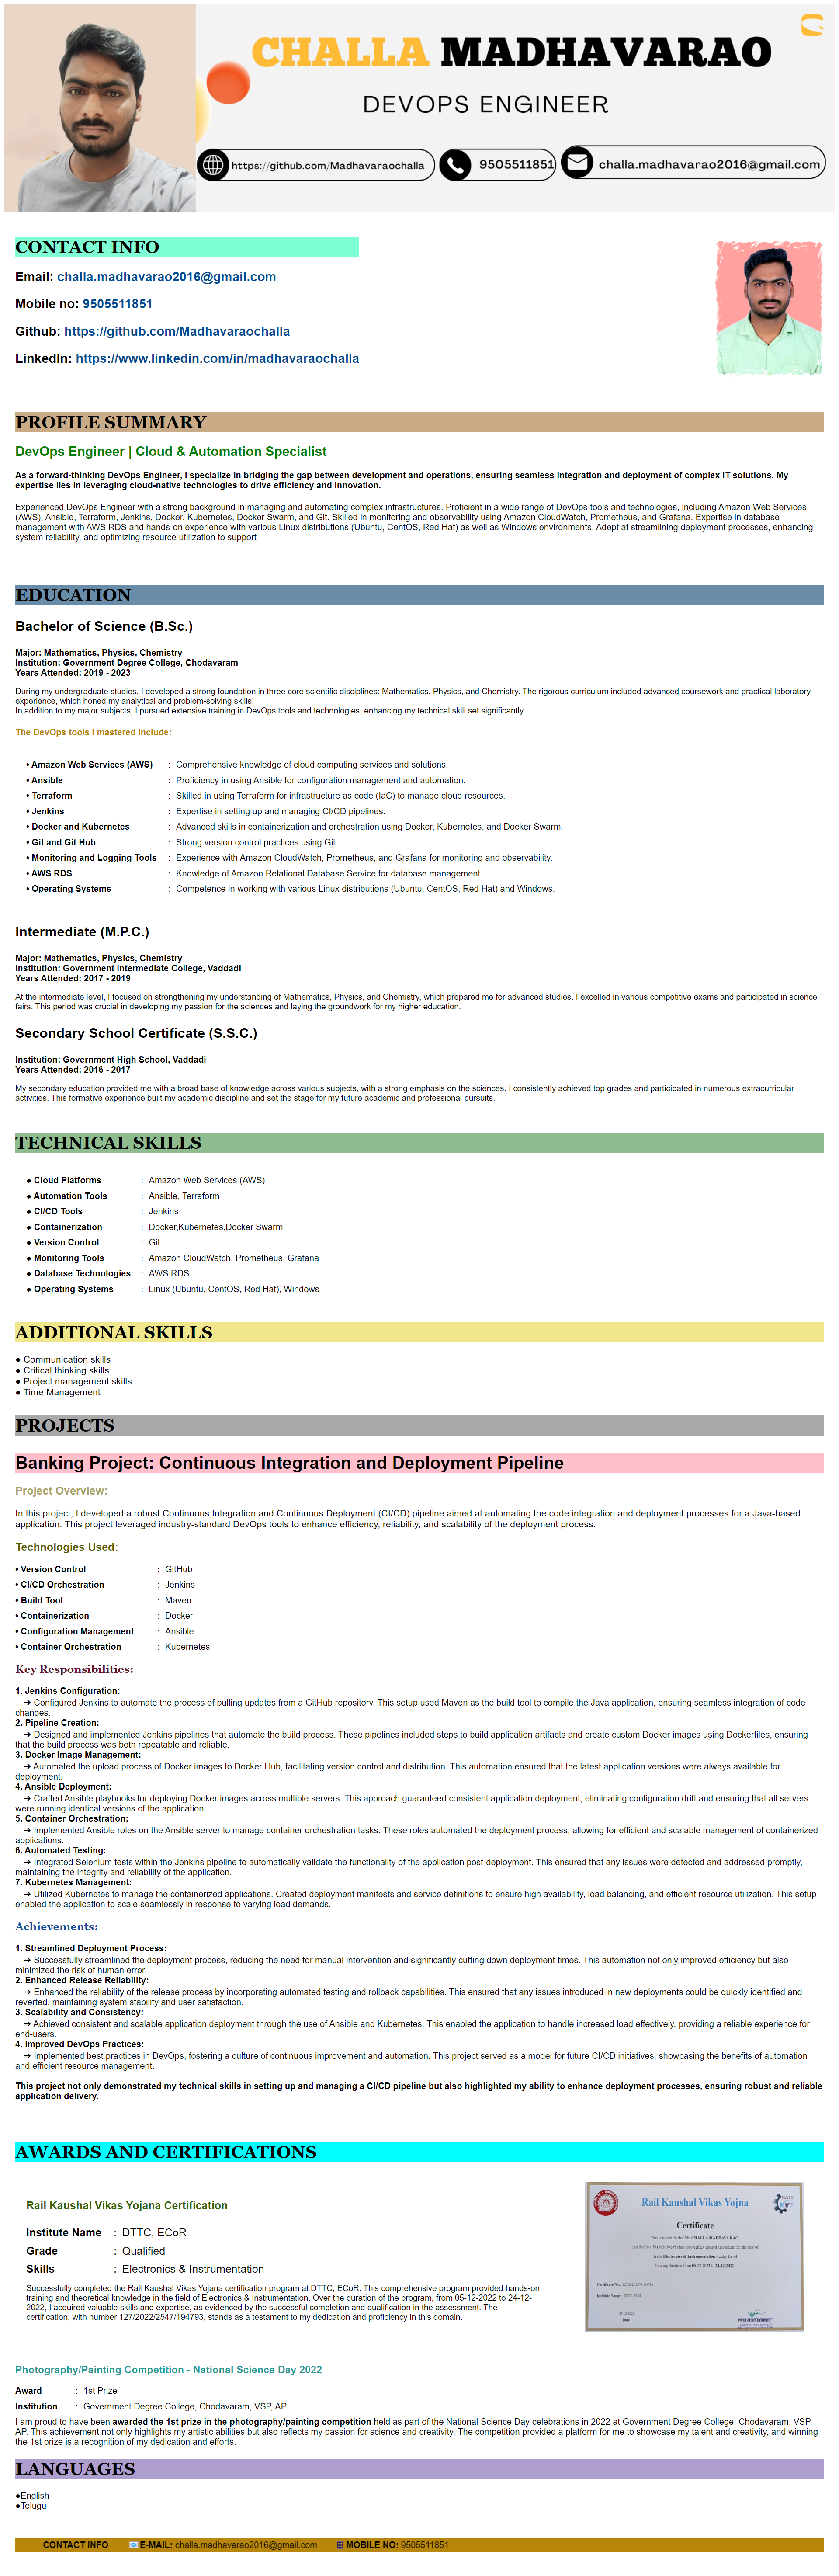 CHALLA MADHAVARAO
DEVOPS ENGINEER
https://github.com/Madhavaraochalla
9505511851
challa.madhavarao2016@gmail.com
CONTACT INFO
Email: challa.madhavarao2016@gmail.com
Mobile no: 9505511851
Github: https://github.com/Madhavaraochalla
LinkedIn: https://www.linkedin.com/in/madhavaraochalla
PROFILE SUMMARY
DevOps Engineer | Cloud & Automation Specialist
As a forward-thinking DevOps Engineer, I specialize in bridging the gap between development and operations, ensuring seamless integration and deployment of complex IT solutions. My
expertise lies in leveraging cloud-native technologies to drive efficiency and innovation.
Experienced DevOps Engineer with a strong background in managing and automating complex infrastructures. Proficient in a wide range of DevOps tools and technologies, including Amazon Web Services
(AWS), Ansible, Terraform, Jenkins, Docker, Kubernetes, Docker Swarm, and Git. Skilled in monitoring and observability using Amazon CloudWatch, Prometheus, and Grafana. Expertise in database
management with AWS RDS and hands-on experience with various Linux distributions (Ubuntu, CentOS, Red Hat) as well as Windows environments. Adept at streamlining deployment processes, enhancing
system reliability, and optimizing resource utilization to support
EDUCATION
Bachelor of Science (B.Sc.)
Major: Mathematics, Physics, Chemistry
Institution: Government Degree College, Chodavaram
Years Attended: 2019 - 2023
During my undergraduate studies, I developed a strong foundation in three core scientific disciplines: Mathematics, Physics, and Chemistry. The rigorous curriculum included advanced coursework and practical laboratory
experience, which honed my analytical and problem-solving skills.
In addition to my major subjects, I pursued extensive training in DevOps tools and technologies, enhancing my technical skill set significantly.
The DevOps tools I mastered include:
• Amazon Web Services (AWS) : Comprehensive knowledge of cloud computing services and solutions.
• Ansible : Proficiency in using Ansible for configuration management and automation.
• Terraform : Skilled in using Terraform for infrastructure as code (IaC) to manage cloud resources.
• Jenkins : Expertise in setting up and managing CI/CD pipelines.
• Docker and Kubernetes : Advanced skills in containerization and orchestration using Docker, Kubernetes, and Docker Swarm.
• Git and Git Hub : Strong version control practices using Git.
• Monitoring and Logging Tools : Experience with Amazon CloudWatch, Prometheus, and Grafana for monitoring and observability.
• AWS RDS : Knowledge of Amazon Relational Database Service for database management.
• Operating Systems : Competence in working with various Linux distributions (Ubuntu, CentOS, Red Hat) and Windows.
Intermediate (M.P.C.)
Major: Mathematics, Physics, Chemistry
Institution: Government Intermediate College, Vaddadi
Years Attended: 2017 - 2019
At the intermediate level, I focused on strengthening my understanding of Mathematics, Physics, and Chemistry, which prepared me for advanced studies. I excelled in various competitive exams and participated in science
fairs. This period was crucial in developing my passion for the sciences and laying the groundwork for my higher education.
Secondary School Certificate (S.S.C.)
Institution: Government High School, Vaddadi
Years Attended: 2016 - 2017
My secondary education provided me with a broad base of knowledge across various subjects, with a strong emphasis on the sciences. I consistently achieved top grades and participated in numerous extracurricular
activities. This formative experience built my academic discipline and set the stage for my future academic and professional pursuits.
TECHNICAL SKILLS
● Cloud Platforms : Amazon Web Services (AWS)
● Automation Tools : Ansible, Terraform
● CI/CD Tools : Jenkins
● Containerization : Docker,Kubernetes,Docker Swarm
● Version Control : Git
● Monitoring Tools : Amazon CloudWatch, Prometheus, Grafana
● Database Technologies : AWS RDS
● Operating Systems : Linux (Ubuntu, CentOS, Red Hat), Windows
ADDITIONAL SKILLS
● Communication skills
● Critical thinking skills
● Project management skills
● Time Management
PROJECTS
Banking Project: Continuous Integration and Deployment Pipeline
Project Overview:
In this project, I developed a robust Continuous Integration and Continuous Deployment (CI/CD) pipeline aimed at automating the code integration and deployment processes for a Java-based
application. This project leveraged industry-standard DevOps tools to enhance efficiency, reliability, and scalability of the deployment process.
Technologies Used:
• Version Control : GitHub
• CI/CD Orchestration : Jenkins
• Build Tool : Maven
• Containerization : Docker
• Configuration Management : Ansible
• Container Orchestration : Kubernetes
Key Responsibilities:
1. Jenkins Configuration:
➔ Configured Jenkins to automate the process of pulling updates from a GitHub repository. This setup used Maven as the build tool to compile the Java application, ensuring seamless integration of code
changes.
2. Pipeline Creation:
➔ Designed and implemented Jenkins pipelines that automate the build process. These pipelines included steps to build application artifacts and create custom Docker images using Dockerfiles, ensuring
that the build process was both repeatable and reliable.
3. Docker Image Management:
➔ Automated the upload process of Docker images to Docker Hub, facilitating version control and distribution. This automation ensured that the latest application versions were always available for
deployment.
4. Ansible Deployment:
➔ Crafted Ansible playbooks for deploying Docker images across multiple servers. This approach guaranteed consistent application deployment, eliminating configuration drift and ensuring that all servers
were running identical versions of the application.
5. Container Orchestration:
➔ Implemented Ansible roles on the Ansible server to manage container orchestration tasks. These roles automated the deployment process, allowing for efficient and scalable management of containerized
applications.
6. Automated Testing:
➔ Integrated Selenium tests within the Jenkins pipeline to automatically validate the functionality of the application post-deployment. This ensured that any issues were detected and addressed promptly,
maintaining the integrity and reliability of the application.
7. Kubernetes Management:
➔ Utilized Kubernetes to manage the containerized applications. Created deployment manifests and service definitions to ensure high availability, load balancing, and efficient resource utilization. This setup
enabled the application to scale seamlessly in response to varying load demands.
Achievements:
1. Streamlined Deployment Process:
➔ Successfully streamlined the deployment process, reducing the need for manual intervention and significantly cutting down deployment times. This automation not only improved efficiency but also
minimized the risk of human error.
2. Enhanced Release Reliability:
➔ Enhanced the reliability of the release process by incorporating automated testing and rollback capabilities. This ensured that any issues introduced in new deployments could be quickly identified and
reverted, maintaining system stability and user satisfaction.
3. Scalability and Consistency:
➔ Achieved consistent and scalable application deployment through the use of Ansible and Kubernetes. This enabled the application to handle increased load effectively, providing a reliable experience for
end-users.
4. Improved DevOps Practices:
➔ Implemented best practices in DevOps, fostering a culture of continuous improvement and automation. This project served as a model for future CI/CD initiatives, showcasing the benefits of automation
and efficient resource management.
This project not only demonstrated my technical skills in setting up and managing a CI/CD pipeline but also highlighted my ability to enhance deployment processes, ensuring robust and reliable
application delivery.
AWARDS AND CERTIFICATIONS
Rail Kaushal Vikas Yojana Certification
Institute Name : DTTC, ECoR
Grade : Qualified
Skills : Electronics & Instrumentation
Successfully completed the Rail Kaushal Vikas Yojana certification program at DTTC, ECoR. This comprehensive program provided hands-on
training and theoretical knowledge in the field of Electronics & Instrumentation. Over the duration of the program, from 05-12-2022 to 24-12-
2022, I acquired valuable skills and expertise, as evidenced by the successful completion and qualification in the assessment. The
certification, with number 127/2022/2547/194793, stands as a testament to my dedication and proficiency in this domain.
Rail Kaushal Vikas Yojna
Certificate
This is to certify that Mr. CHALLA MADHAVA RAO,
Trade Electronics & Instrumentation - Entry Level
Date
Photography/Painting Competition - National Science Day 2022
Award : 1st Prize
Institution : Government Degree College, Chodavaram, VSP, AP
I am proud to have been awarded the 1st prize in the photography/painting competition held as part of the National Science Day celebrations in 2022 at Government Degree College, Chodavaram, VSP,
AP. This achievement not only highlights my artistic abilities but also reflects my passion for science and creativity. The competition provided a platform for me to showcase my talent and creativity, and winning
the 1st prize is a recognition of my dedication and efforts.
LANGUAGES
●English
●Telugu
CONTACT INFO E-MAIL: challa.madhavarao2016@gmail.com MOBILE NO: 9505511851